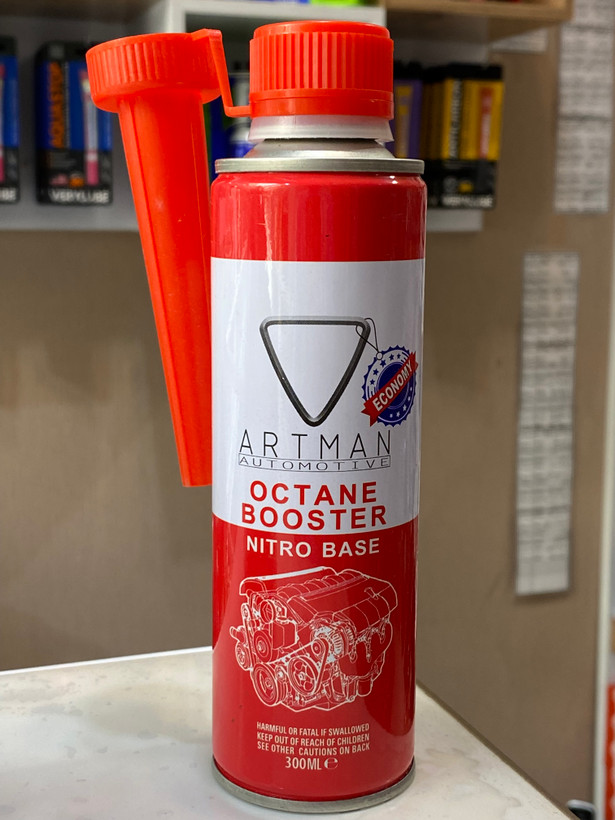 ECONOMY
ARTMAN
AUTOMOTIVE
OCTANE
BOOSTER
NITRO BASE
HARMFUL OR FATAL IF SWALLOWED
KEEP OUT OF REACH OF CHILDREN
SEE OTHER CAUTIONS ON BACK
300ML ℮
VERYLUBE